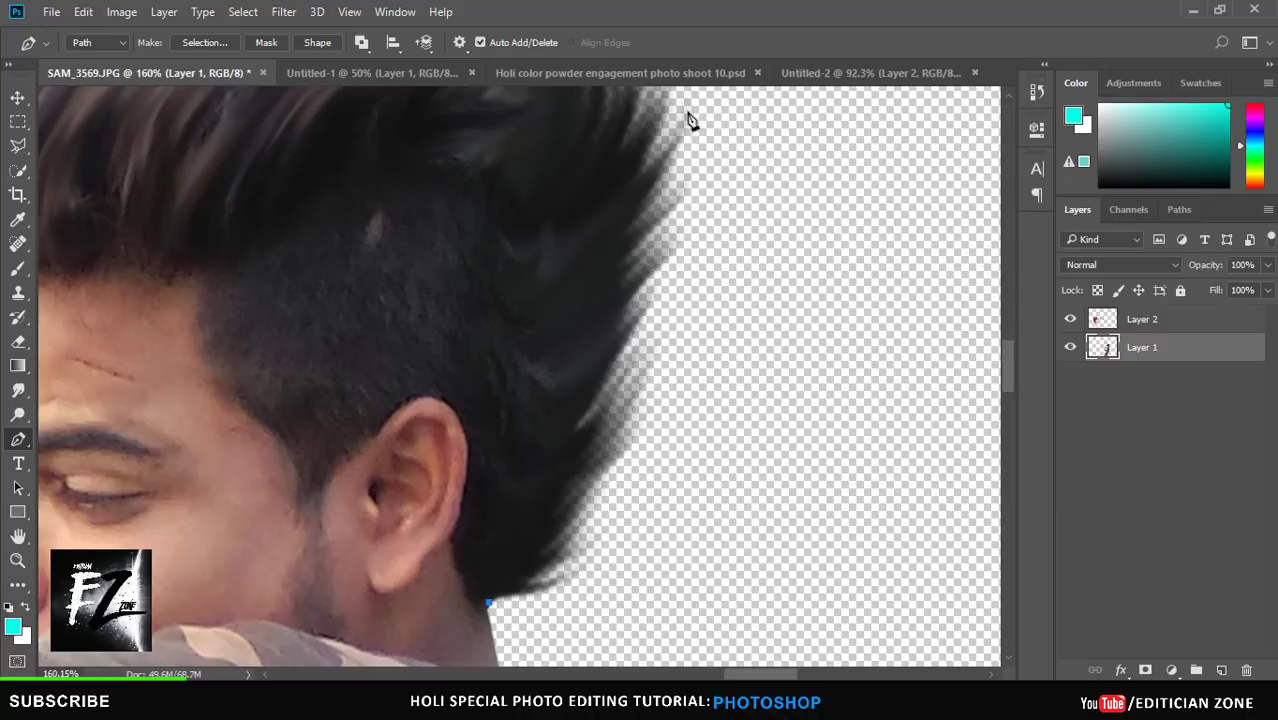 Ps File Edit Image Layer Type Select Filter 3D View Window Help
Path Make: Selection... Mask Shape Auto Add/Delete Align Edges
SAM_3569.JPG @ 160% (Layer 1, RGB/8) * × Untitled-1 @ 50% (Layer 1, RGB/8... × Holi color powder engagement photo shoot 10.psd × Untitled-2 @ 92.3% (Layer 2, RGB/8... ×
Color Adjustments Swatches
Layers Channels Paths
Kind
Normal Opacity: 100%
Lock: Fill: 100%
Layer 2
Layer 1
FZ
ZONE
160.15% Doc: 49.6M/68.7M
SUBSCRIBE HOLI SPECIAL PHOTO EDITING TUTORIAL: PHOTOSHOP YouTube/EDITICIAN ZONE